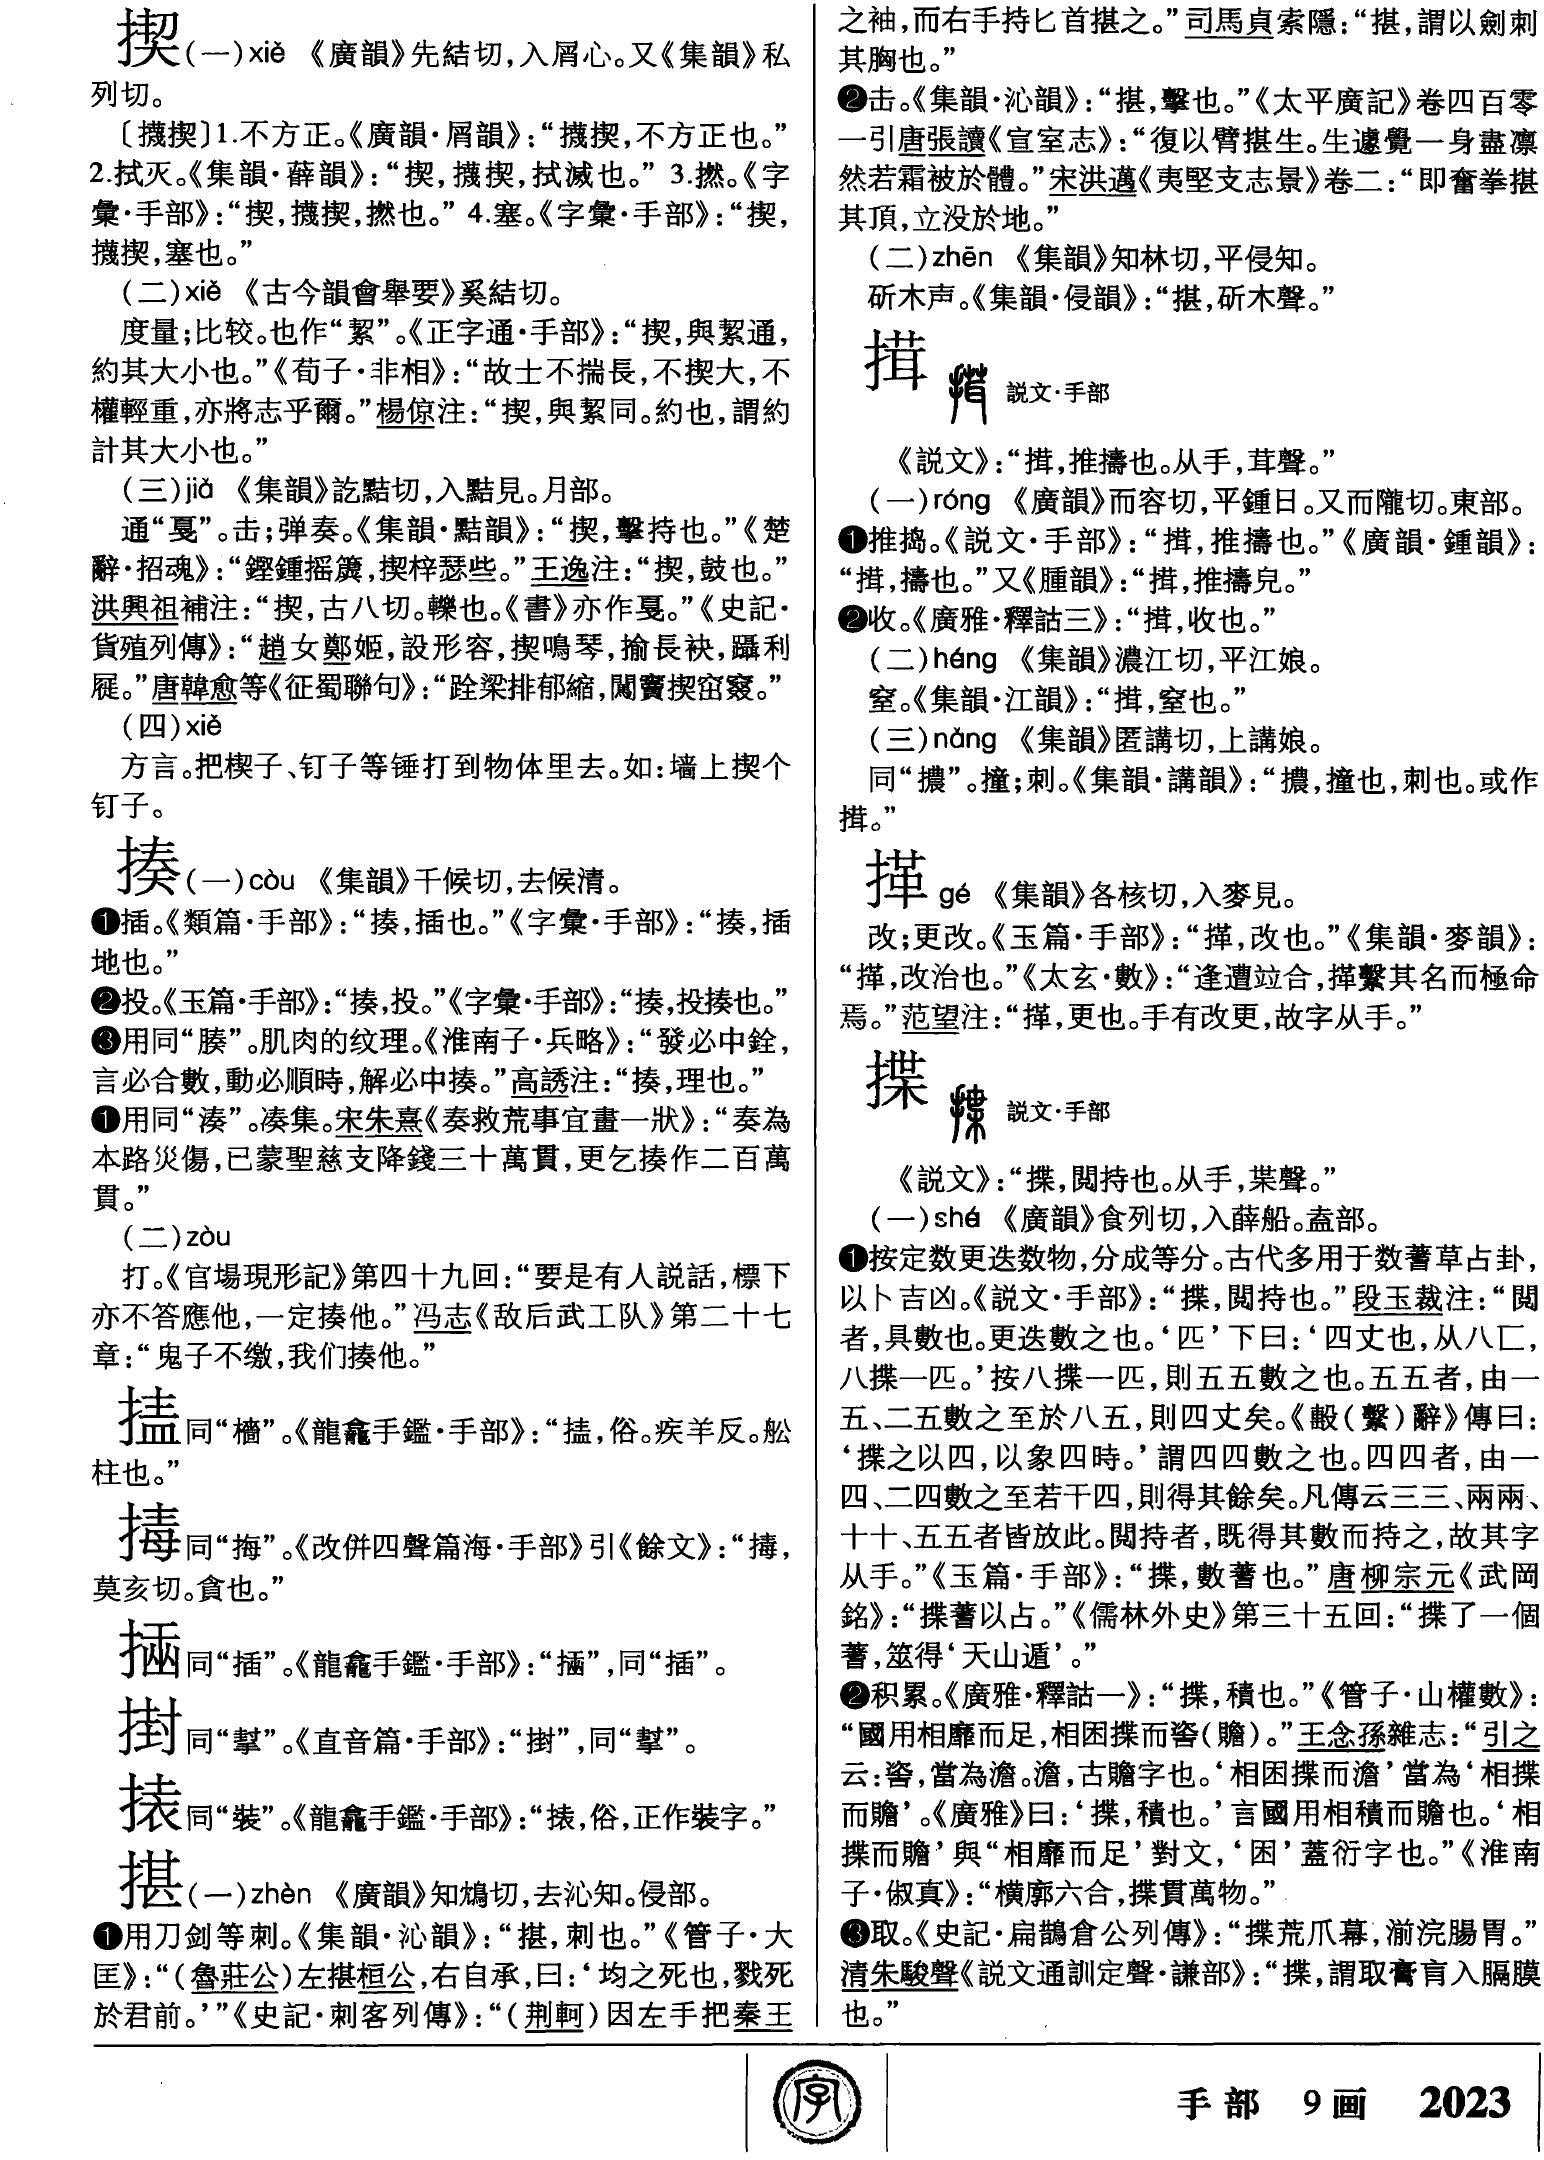 揳(一)xiě 《廣韻》先結切，入屑心。又《集韻》私
列切。
〔攕揳〕1.不方正。《廣韻·屑韻》：“攕揳，不方正也。”
2.拭灭。《集韻·薛韻》：“揳，攕揳，拭滅也。” 3.撚。《字
彙·手部》：“揳，攕揳，撚也。” 4.塞。《字彙·手部》：“揳，
攕揳，塞也。”
(二)xiě 《古今韻會舉要》奚結切。
度量；比较。也作“絜”。《正字通·手部》：“揳，與絜通，
約其大小也。”《荀子·非相》：“故士不揣長，不揳大，不
權輕重，亦將志乎爾。”楊倞注：“揳，與絜同。約也，謂約
計其大小也。”
(三)jiá 《集韻》訖黠切，入黠見。月部。
通“戛”。击；弹奏。《集韻·黠韻》：“揳，擊持也。”《楚
辭·招魂》：“鏗鍾摇簴，揳梓瑟些。”王逸注：“揳，鼓也。”
洪興祖補注：“揳，古八切。轢也。《書》亦作戛。”《史記·
貨殖列傳》：“趙女鄭姬，設形容，揳鳴琴，揄長袂，躡利
屣。”唐韓愈等《征蜀聯句》：“跧梁排郁縮，闖竇揳窋窡。”
(四)xiē
方言。把楔子、钉子等锤打到物体里去。如：墙上揳个
钉子。
揍(一)còu 《集韻》千候切，去候清。
❶插。《類篇·手部》：“揍，插也。”《字彙·手部》：“揍，插
地也。”
❷投。《玉篇·手部》：“揍，投。”《字彙·手部》：“揍，投揍也。”
❸用同“腠”。肌肉的纹理。《淮南子·兵略》：“發必中銓，
言必合數，動必順時，解必中揍。”高誘注：“揍，理也。”
❶用同“湊”。凑集。宋朱熹《奏救荒事宜畫一狀》：“奏為
本路災傷，已蒙聖慈支降錢三十萬貫，更乞揍作二百萬
貫。”
(二)zòu
打。《官場現形記》第四十九回：“要是有人説話，標下
亦不答應他，一定揍他。”冯志《敌后武工队》第二十七
章：“鬼子不缴，我们揍他。”
同“檣”。《龍龕手鑑·手部》：“，俗。疾羊反。舩
柱也。”
同“挴”。《改併四聲篇海·手部》引《餘文》：“，
莫亥切。貪也。”
同“插”。《龍龕手鑑·手部》：“”，同“插”。
同“㨃”。《直音篇·手部》：“”，同“”。
同“裝”。《龍龕手鑑·手部》：“，俗，正作裝字。”
揕(一)zhèn 《廣韻》知鴆切，去沁知。侵部。
❶用刀剑等刺。《集韻·沁韻》：“揕，刺也。”《管子·大
匡》：“(魯莊公)左揕桓公，右自承，曰：‘均之死也，戮死
於君前。’”《史記·刺客列傳》：“(荆軻)因左手把秦王
之袖，而右手持匕首揕之。”司馬貞索隱：“揕，謂以劍刺
其胸也。”
❷击。《集韻·沁韻》：“揕，擊也。”《太平廣記》卷四百零
一引唐張讀《宣室志》：“復以臂揕生。生遽覺一身盡凛
然若霜被於體。”宋洪邁《夷堅支志景》卷二：“即奮拳揕
其頂，立没於地。”
(二)zhēn 《集韻》知林切，平侵知。
斫木声。《集韻·侵韻》：“揕，斫木聲。”
搑 説文·手部
《説文》：“搑，推擣也。从手，茸聲。”
(一)róng 《廣韻》而容切，平鍾日。又而隴切。東部。
❶推捣。《説文·手部》：“搑，推擣也。”《廣韻·鍾韻》：
“搑，擣也。”又《腫韻》：“搑，推擣皃。”
❷收。《廣雅·釋詁三》：“搑，收也。”
(二)náng 《集韻》濃江切，平江娘。
窒。《集韻·江韻》：“搑，窒也。”
(三)nǎng 《集韻》匿講切，上講娘。
同“擃”。撞；刺。《集韻·講韻》：“擃，撞也，刺也。或作
搑。”
㨰 gé 《集韻》各核切，入麥見。
改；更改。《玉篇·手部》：“㨰，改也。”《集韻·麥韻》：
“㨰，改治也。”《太玄·數》：“逢遭竝合，㨰繫其名而極命
焉。”范望注：“㨰，更也。手有改更，故字从手。”
揲 説文·手部
《説文》：“揲，閲持也。从手，枼聲。”
(一)shé 《廣韻》食列切，入薛船。盍部。
❶按定数更迭数物，分成等分。古代多用于数蓍草占卦，
以卜吉凶。《説文·手部》：“揲，閲持也。”段玉裁注：“閲
者，具數也。更迭數之也。‘匹’下曰：‘四丈也，从八匸，
八揲一匹。’按八揲一匹，則五五數之也。五五者，由一
五、二五數之至於八五，則四丈矣。《毄(繫)辭》傳曰：
‘揲之以四，以象四時。’謂四四數之也。四四者，由一
四、二四數之至若干四，則得其餘矣。凡傳云三三、兩兩、
十十、五五者皆放此。閲持者，既得其數而持之，故其字
从手。”《玉篇·手部》：“揲，數蓍也。”唐柳宗元《武岡
銘》：“揲蓍以占。”《儒林外史》第三十五回：“揲了一個
蓍，筮得‘天山遁’。”
❷积累。《廣雅·釋詁一》：“揲，積也。”《管子·山權數》：
“國用相靡而足，相困揲而𧮬(贍)。”王念孫雜志：“引之
云：𧮬，當為澹。澹，古贍字也。‘相困揲而澹’當為‘相揲
而贍’。《廣雅》曰：‘揲，積也。’言國用相積而贍也。‘相
揲而贍’與“相靡而足’對文，‘困’蓋衍字也。”《淮南
子·俶真》：“横廓六合，揲貫萬物。”
❸取。《史記·扁鵲倉公列傳》：“揲荒爪幕，湔浣腸胃。”
清朱駿聲《説文通訓定聲·謙部》：“揲，謂取膏肓入膈膜
也。”
字
手部 9画 2023